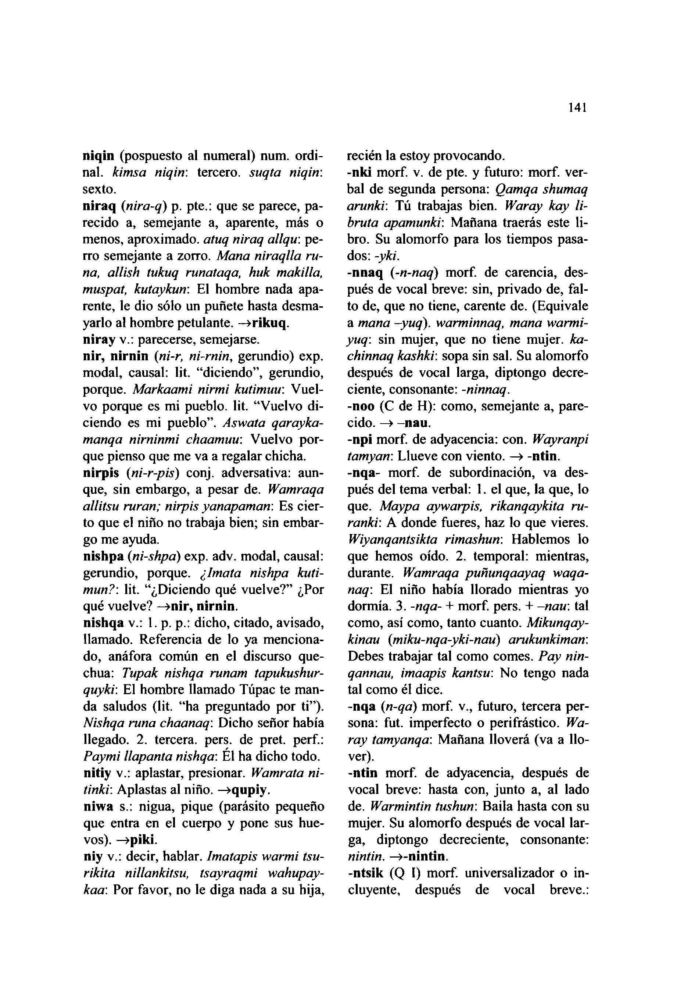 141
niqin (pospuesto al numeral) num. ordi-
nal. kimsa niqin: tercero. suqta niqin:
sexto.
niraq (nira-q) p. pte.: que se parece, pa-
recido a, semejante a, aparente, más o
menos, aproximado. atuq niraq allqu: pe-
rro semejante a zorro. Mana niraqlla ru-
na, allish tukuq runataqa, huk makilla,
muspat, kutaykun: El hombre nada apa-
rente, le dio sólo un puñete hasta desma-
yarlo al hombre petulante. →rikuq.
niray v.: parecerse, semejarse.
nir, nirnin (ni-r, ni-rnin, gerundio) exp.
modal, causal: lit. “diciendo”, gerundio,
porque. Markaami nirmi kutimuu: Vuel-
vo porque es mi pueblo. lit. “Vuelvo di-
ciendo es mi pueblo”. Aswata qarayka-
manqa nirninmi chaamuu: Vuelvo por-
que pienso que me va a regalar chicha.
nirpis (ni-r-pis) conj. adversativa: aun-
que, sin embargo, a pesar de. Wamraqa
allitsu ruran; nirpis yanapaman: Es cier-
to que el niño no trabaja bien; sin embar-
go me ayuda.
nishpa (ni-shpa) exp. adv. modal, causal:
gerundio, porque. ¿Imata nishpa kuti-
mun?: lit. “¿Diciendo qué vuelve?” ¿Por
qué vuelve? →nir, nirnin.
nishqa v.: 1. p. p.: dicho, citado, avisado,
llamado. Referencia de lo ya menciona-
do, anáfora común en el discurso que-
chua: Tupak nishqa runam tapukushur-
quyki: El hombre llamado Túpac te man-
da saludos (lit. “ha preguntado por ti”).
Nishqa runa chaanaq: Dicho señor había
llegado. 2. tercera. pers. de pret. perf.:
Paymi llapanta nishqa: Él ha dicho todo.
nitiy v.: aplastar, presionar. Wamrata ni-
tinki: Aplastas al niño. →qupiy.
niwa s.: nigua, pique (parásito pequeño
que entra en el cuerpo y pone sus hue-
vos). →piki.
niy v.: decir, hablar. Imatapis warmi tsu-
rikita nillankitsu, tsayraqmi wahupay-
kaa: Por favor, no le diga nada a su hija,
recién la estoy provocando.
-nki morf. v. de pte. y futuro: morf. ver-
bal de segunda persona: Qamqa shumaq
arunki: Tú trabajas bien. Waray kay li-
bruta apamunki: Mañana traerás este li-
bro. Su alomorfo para los tiempos pasa-
dos: -yki.
-nnaq (-n-naq) morf. de carencia, des-
pués de vocal breve: sin, privado de, fal-
to de, que no tiene, carente de. (Equivale
a mana –yuq). warminnaq, mana warmi-
yuq: sin mujer, que no tiene mujer. ka-
chinnaq kashki: sopa sin sal. Su alomorfo
después de vocal larga, diptongo decre-
ciente, consonante: -ninnaq.
-noo (C de H): como, semejante a, pare-
cido. → –nau.
-npi morf. de adyacencia: con. Wayranpi
tamyan: Llueve con viento. → -ntin.
-nqa- morf. de subordinación, va des-
pués del tema verbal: 1. el que, la que, lo
que. Maypa aywarpis, rikanqaykita ru-
ranki: A donde fueres, haz lo que vieres.
Wiyanqantsikta rimashun: Hablemos lo
que hemos oído. 2. temporal: mientras,
durante. Wamraqa puñunqaayaq waqa-
naq: El niño había llorado mientras yo
dormía. 3. -nqa- + morf. pers. + –nau: tal
como, así como, tanto cuanto. Mikunqay-
kinau (miku-nqa-yki-nau) arukunkiman:
Debes trabajar tal como comes. Pay nin-
qannau, imaapis kantsu: No tengo nada
tal como él dice.
-nqa (n-qa) morf. v., futuro, tercera per-
sona: fut. imperfecto o perifrástico. Wa-
ray tamyanqa: Mañana lloverá (va a llo-
ver).
-ntin morf. de adyacencia, después de
vocal breve: hasta con, junto a, al lado
de. Warmintin tushun: Baila hasta con su
mujer. Su alomorfo después de vocal lar-
ga, diptongo decreciente, consonante:
nintin. →-nintin.
-ntsik (Q I) morf. universalizador o in-
cluyente, después de vocal breve.: